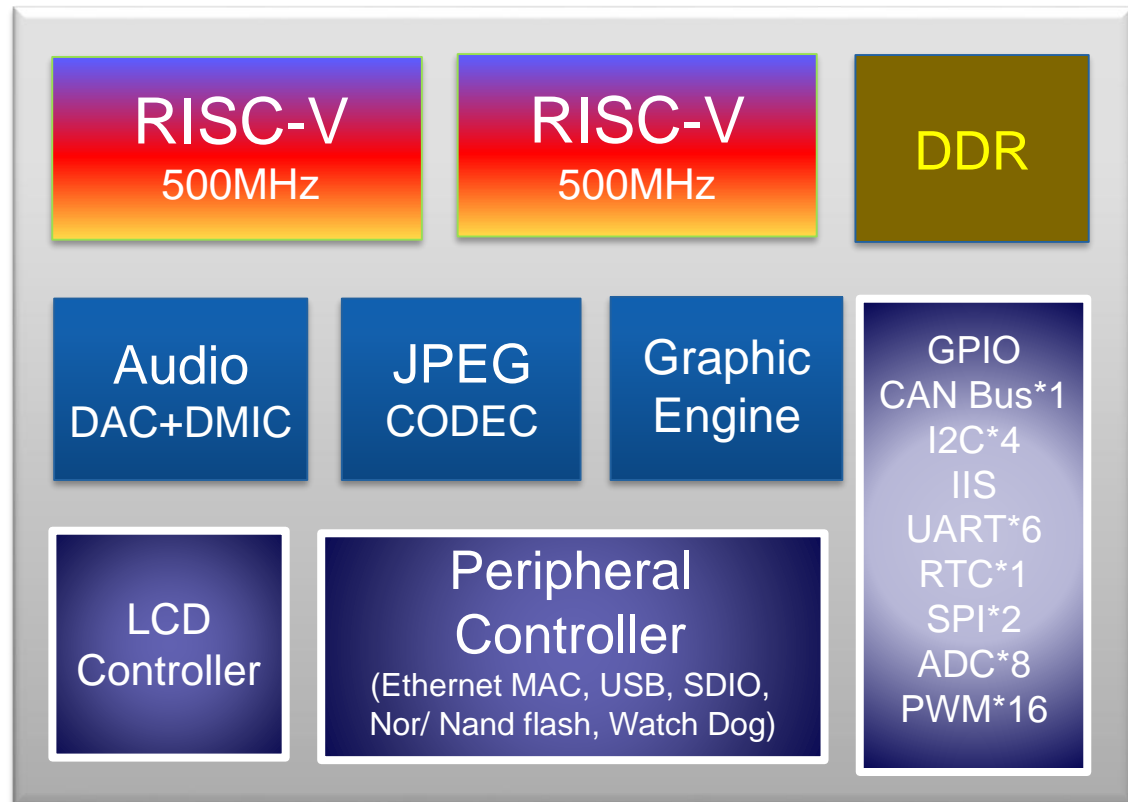 RISC-V
500MHz
RISC-V
500MHz
DDR
Audio
DAC+DMIC
JPEG
CODEC
Graphic
Engine
GPIO
CAN Bus*1
I2C*4
IIS
UART*6
RTC*1
SPI*2
ADC*8
PWM*16
LCD
Controller
Peripheral
Controller
(Ethernet MAC, USB, SDIO,
Nor/ Nand flash, Watch Dog)